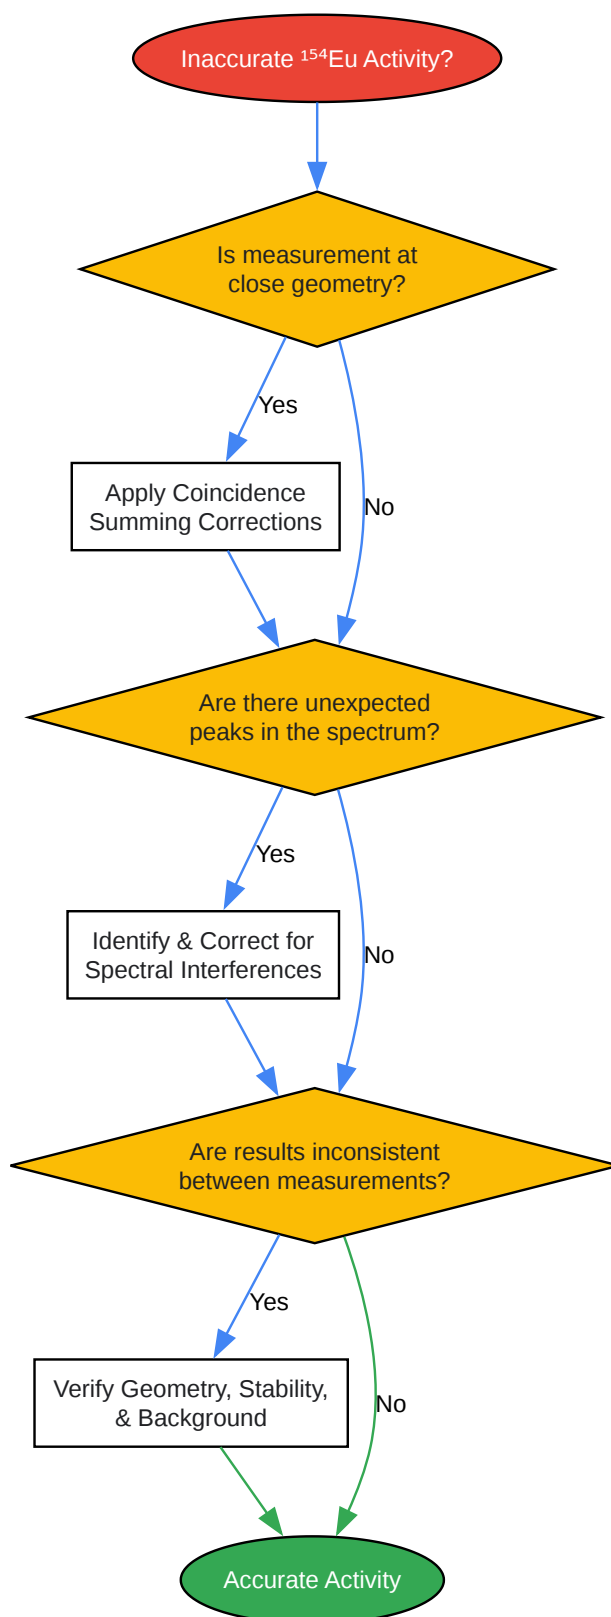 Inaccurate ¹⁵⁴Eu Activity?
Is measurement at
close geometry?
Yes
Apply Coincidence
Summing Corrections
No
Are there unexpected
peaks in the spectrum?
Yes
Identify & Correct for
Spectral Interferences
No
Are results inconsistent
between measurements?
Yes
Verify Geometry, Stability,
& Background
No
Accurate Activity